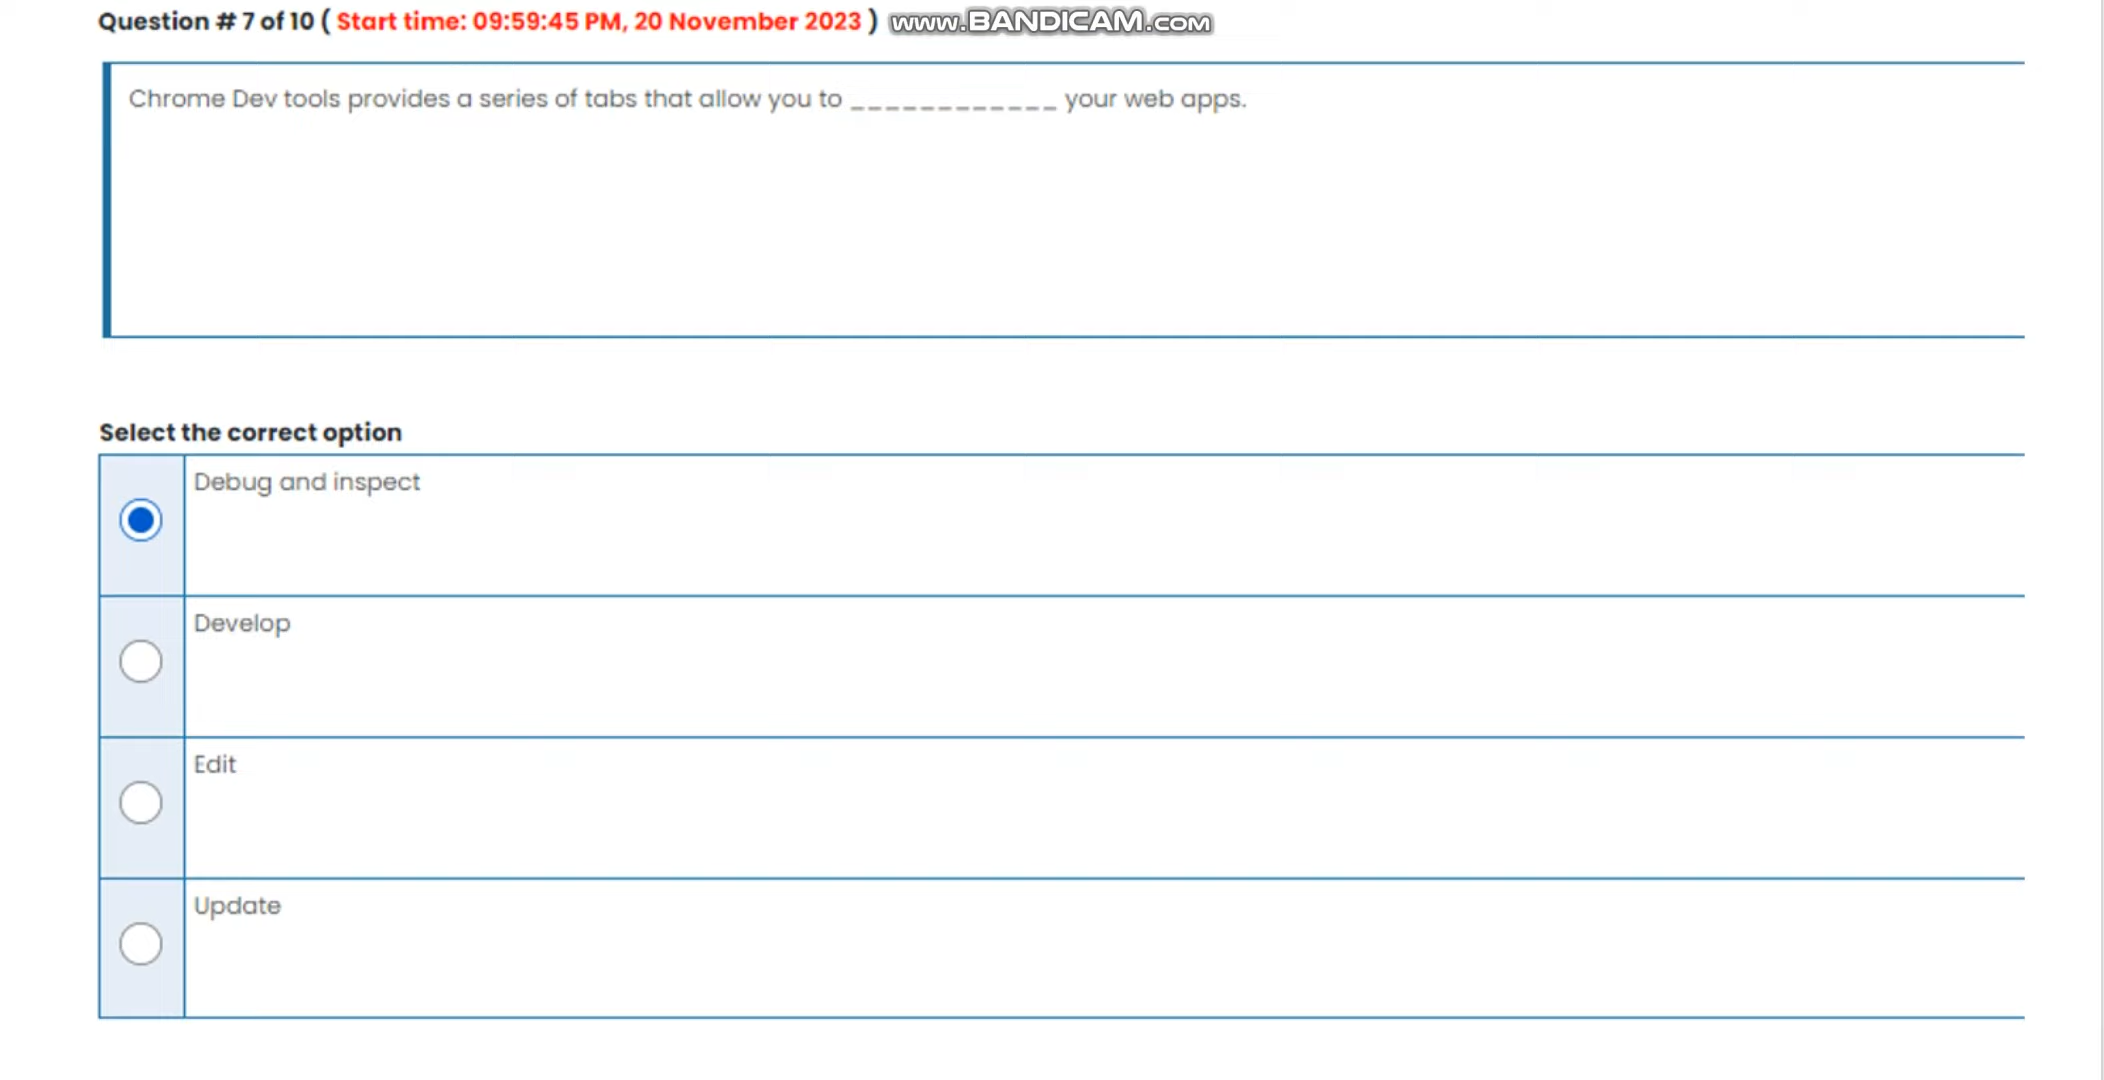 Question # 7 of 10 ( Start time: 09:59:45 PM, 20 November 2023 ) www.BANDICAM.com
Chrome Dev tools provides a series of tabs that allow you to ____________ your web apps.
Select the correct option
Debug and inspect
Develop
Edit
Update